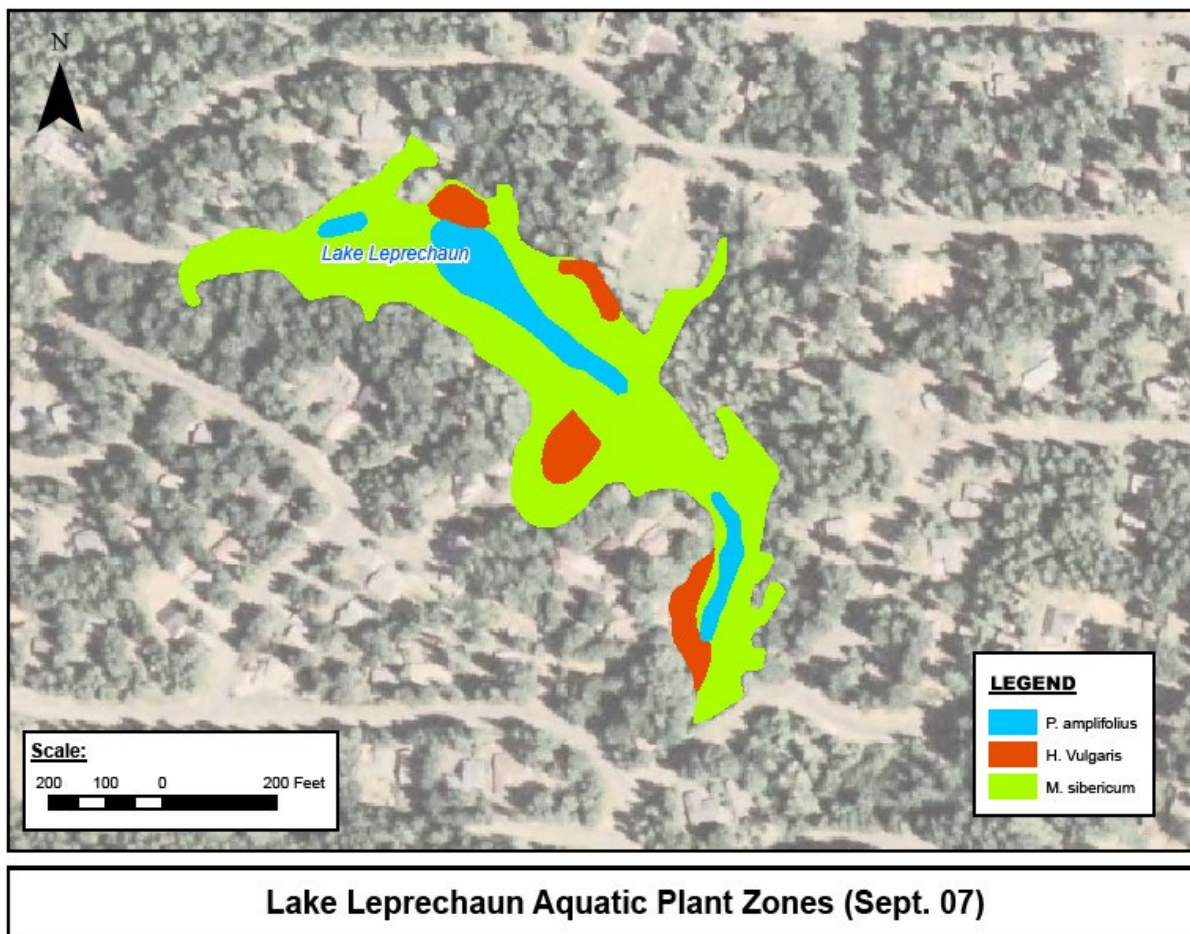 N
Lake Leprechaun
LEGEND
P. amplifolius
H. Vulgaris
M. sibericum
Scale:
200 100 0 200 Feet
Lake Leprechaun Aquatic Plant Zones (Sept. 07)